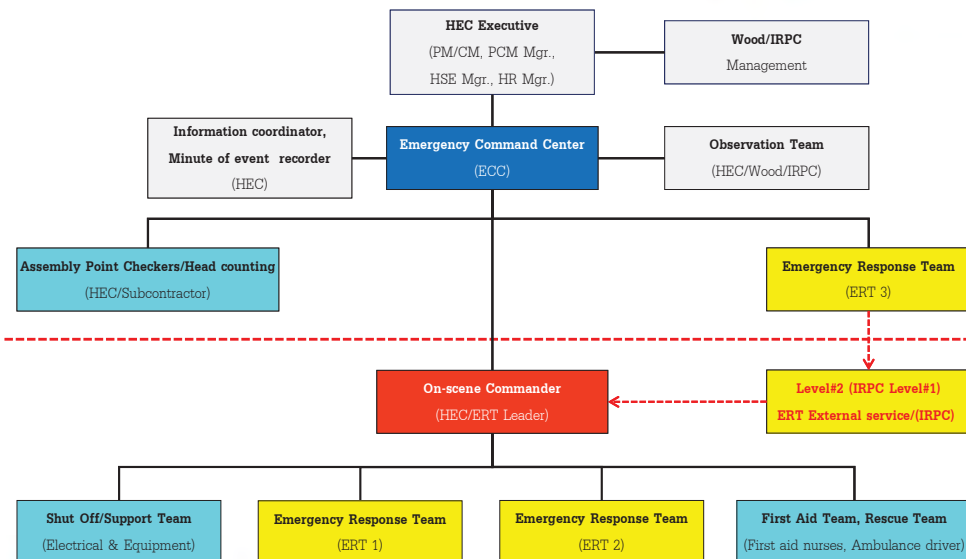 HEC Executive
(PM/CM, PCM Mgr.,
HSE Mgr., HR Mgr.)
Wood/IRPC
Management
Information coordinator,
Minute of event recorder
(HEC)
Emergency Command Center
(ECC)
Observation Team
(HEC/Wood/IRPC)
Assembly Point Checkers/Head counting
(HEC/Subcontractor)
Emergency Response Team
(ERT 3)
On-scene Commander
(HEC/ERT Leader)
Level#2 (IRPC Level#1)
ERT External service/(IRPC)
Shut Off/Support Team
(Electrical & Equipment)
Emergency Response Team
(ERT 1)
Emergency Response Team
(ERT 2)
First Aid Team, Rescue Team
(First aid nurses, Ambulance driver)